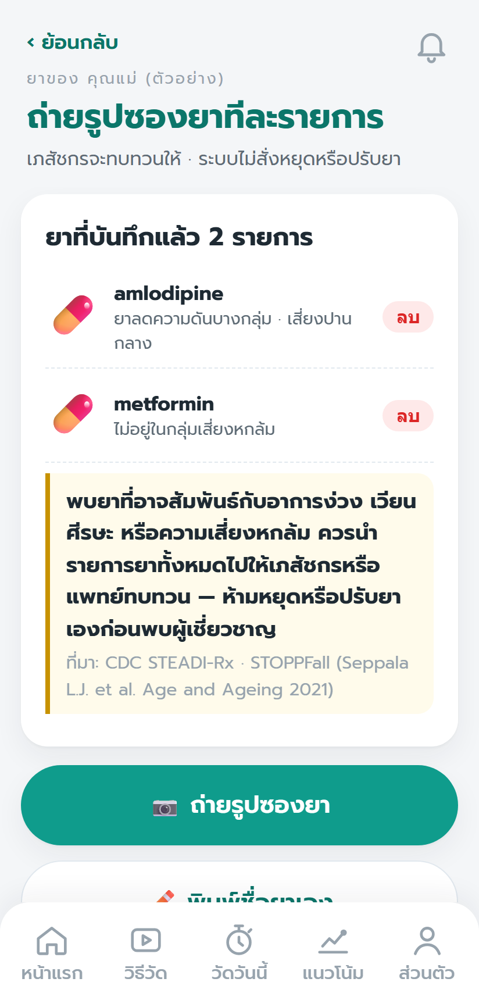 ‹ ย้อนกลับ
ยาของ คุณแม่ (ตัวอย่าง)
ถ่ายรูปซองยาทีละรายการ
เภสัชกรจะทบทวนให้ · ระบบไม่สั่งหยุดหรือปรับยา
ยาที่บันทึกแล้ว 2 รายการ
amlodipine
ยาลดความดันบางกลุ่ม · เสี่ยงปาน
กลาง
ลบ
metformin
ไม่อยู่ในกลุ่มเสี่ยงหกล้ม
ลบ
พบยาที่อาจสัมพันธ์กับอาการง่วง เวียน
ศีรษะ หรือความเสี่ยงหกล้ม ควรนำ
รายการยาทั้งหมดไปให้เภสัชกรหรือ
แพทย์ทบทวน — ห้ามหยุดหรือปรับยา
เองก่อนพบผู้เชี่ยวชาญ
ที่มา: CDC STEADI-Rx · STOPPFall (Seppala
L.J. et al. Age and Ageing 2021)
ถ่ายรูปซองยา
พิมพ์ชื่อยาเอง
หน้าแรก
วิธีวัด
วัดวันนี้
แนวโน้ม
ส่วนตัว